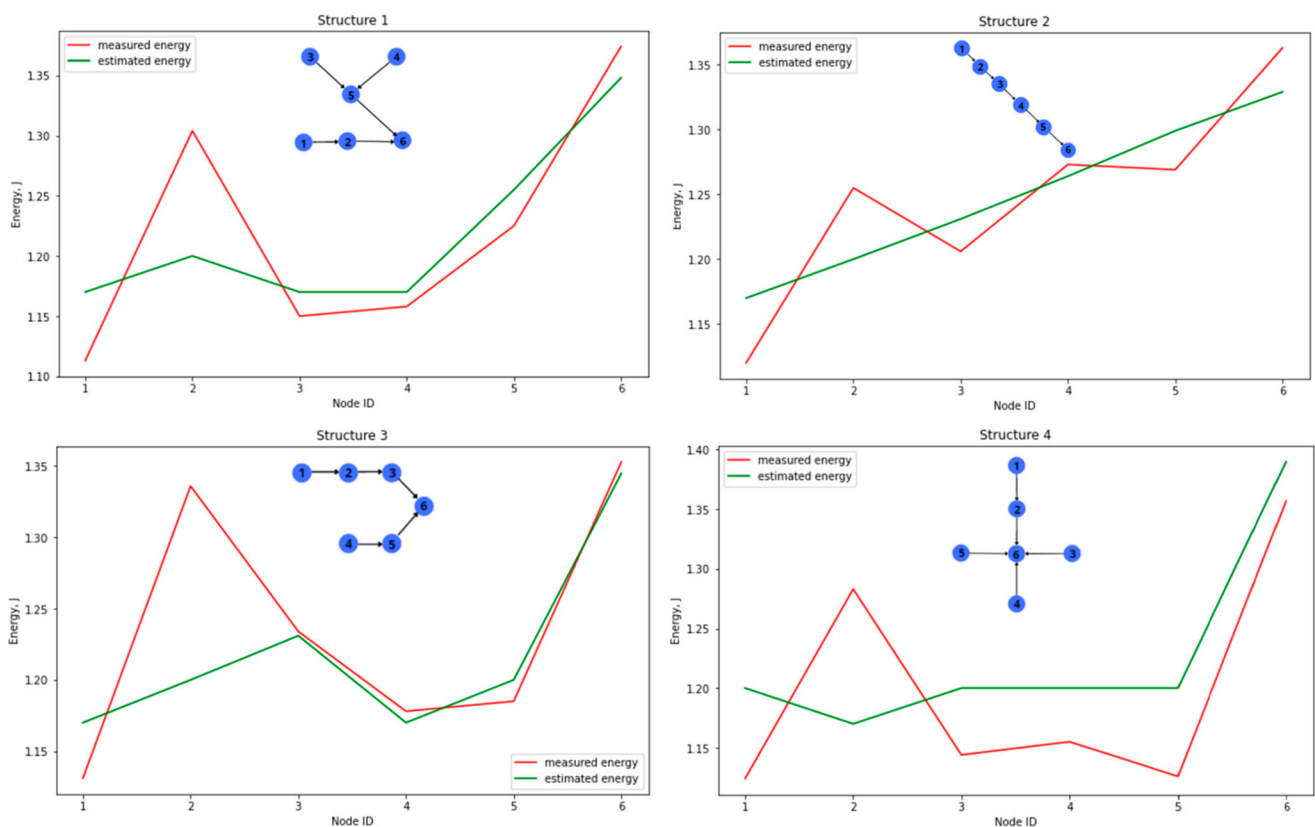 Structure 1
measured energy
estimated energy
3 4
5
1 2 6
1.35
1.30
1.25
1.20
1.15
1.10
Energy, J
1 2 3 4 5 6
Node ID
Structure 2
measured energy
estimated energy
1
2
3
4
5
6
1.35
1.30
1.25
1.20
1.15
Energy, J
1 2 3 4 5 6
Node ID
Structure 3
1 2 3
6
4 5
1.35
1.30
1.25
1.20
1.15
Energy, J
measured energy
estimated energy
1 2 3 4 5 6
Node ID
Structure 4
measured energy
estimated energy
1
2
5 6 3
4
1.40
1.35
1.30
1.25
1.20
1.15
Energy, J
1 2 3 4 5 6
Node ID